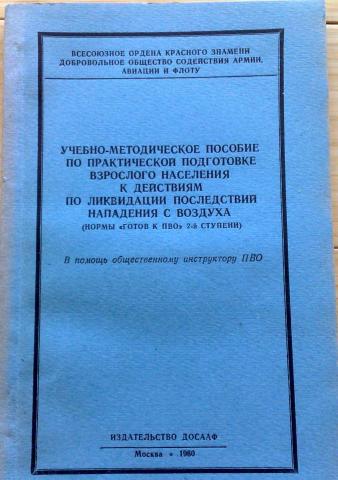 ВСЕСОЮЗНОЕ ОРДЕНА КРАСНОГО ЗНАМЕНИ
ДОБРОВОЛЬНОЕ ОБЩЕСТВО СОДЕЙСТВИЯ АРМИИ,
АВИАЦИИ И ФЛОТУ
УЧЕБНО-МЕТОДИЧЕСКОЕ ПОСОБИЕ
ПО ПРАКТИЧЕСКОЙ ПОДГОТОВКЕ
ВЗРОСЛОГО НАСЕЛЕНИЯ
К ДЕЙСТВИЯМ
ПО ЛИКВИДАЦИИ ПОСЛЕДСТВИЙ
НАПАДЕНИЯ С ВОЗДУХА
(НОРМЫ «ГОТОВ К ПВО» 2-й СТУПЕНИ)
В помощь общественному инструктору ПВО
ИЗДАТЕЛЬСТВО ДОСААФ
Москва • 1960